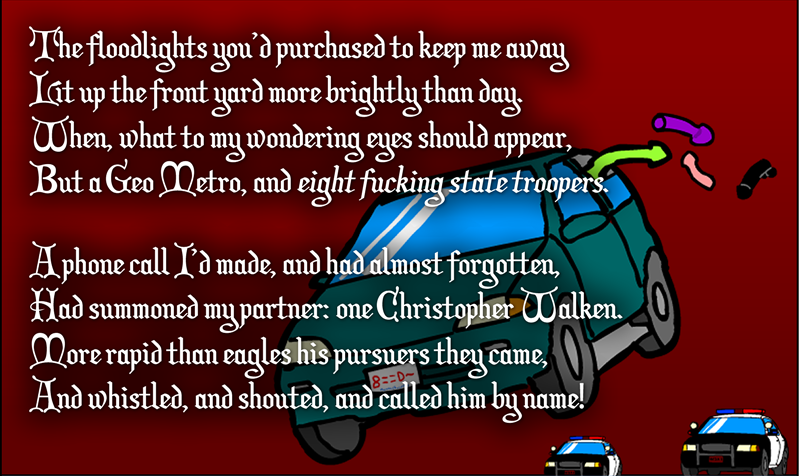 The floodlights you'd purchased to keep me away
Lit up the front yard more brightly than day.
When, what to my wondering eyes should appear,
But a Geo Metro, and eight fucking state troopers.
A phone call I'd made, and had almost forgotten,
Had summoned my partner: one Christopher Walken.
More rapid than eagles his pursuers they came,
And whistled, and shouted, and called him by name!
8==D~